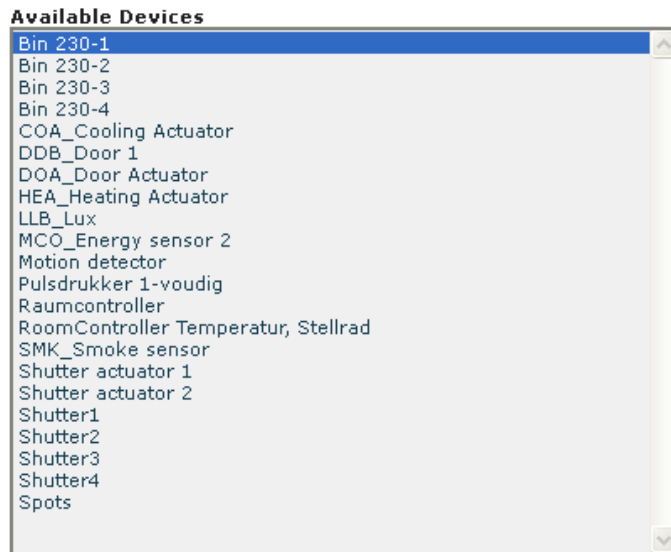 Available Devices
Bin 230-1
Bin 230-2
Bin 230-3
Bin 230-4
COA_Cooling Actuator
DDB_Door 1
DOA_Door Actuator
HEA_Heating Actuator
LLB_Lux
MCO_Energy sensor 2
Motion detector
Pulsdrukker 1-voudig
Raumcontroller
RoomController Temperatur, Stellrad
SMK_Smoke sensor
Shutter actuator 1
Shutter actuator 2
Shutter1
Shutter2
Shutter3
Shutter4
Spots